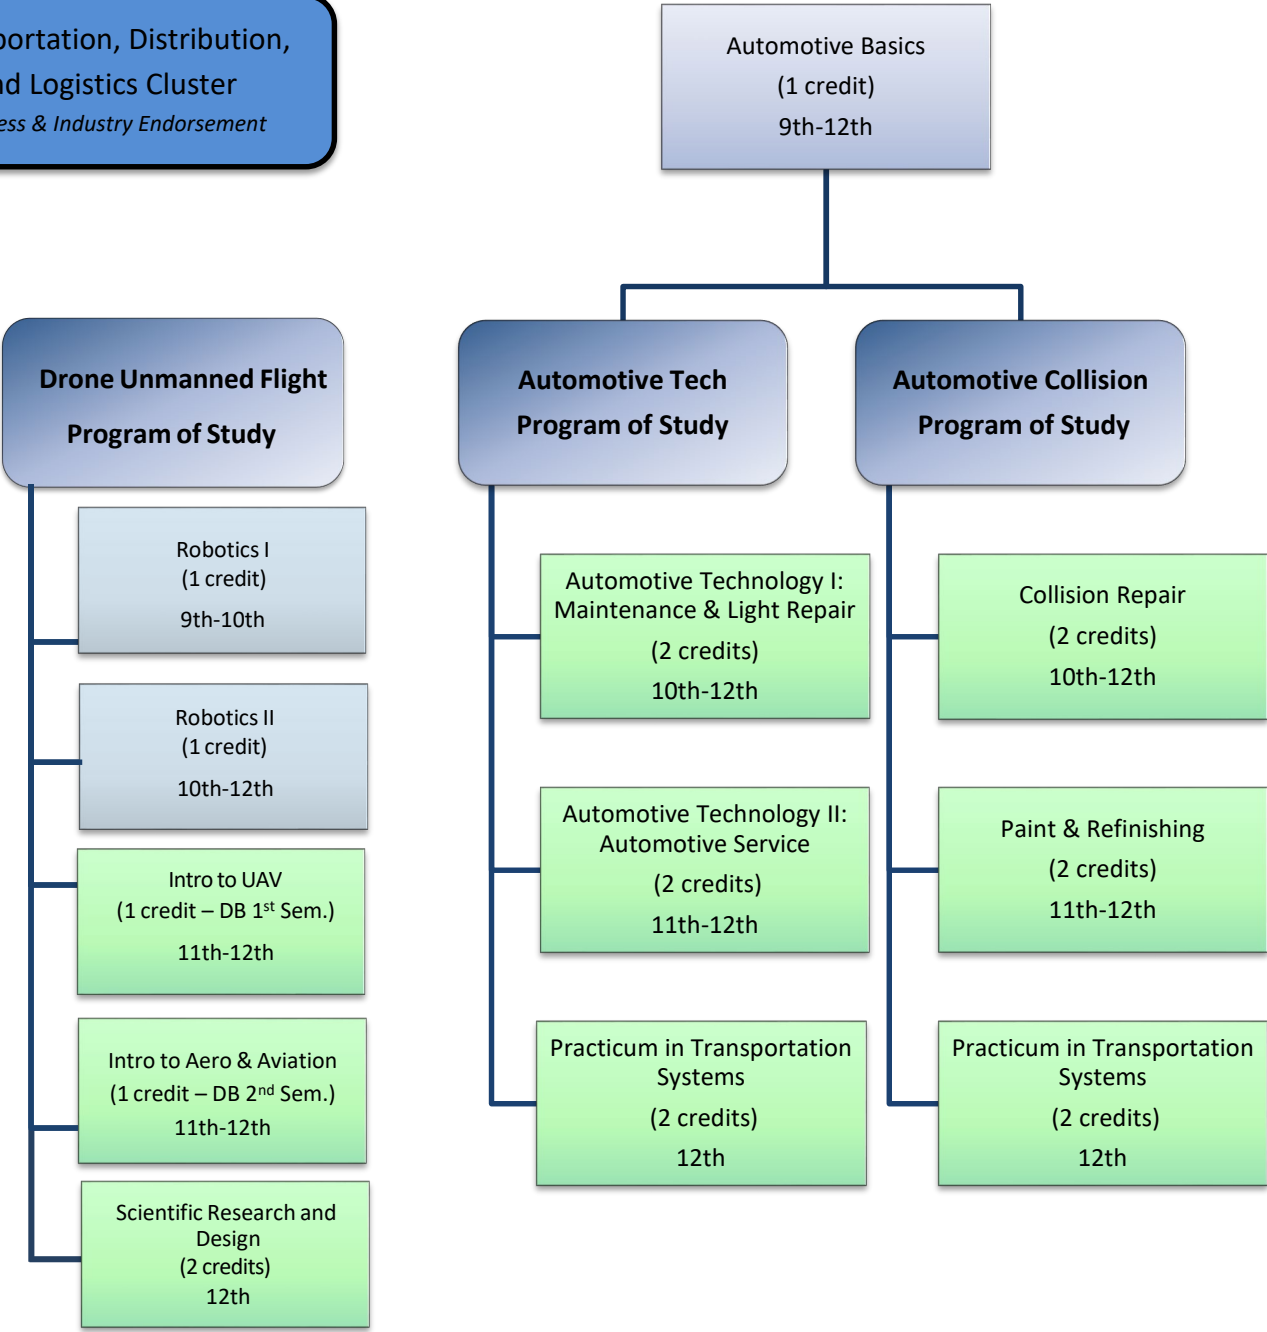 portation, Distribution,
nd Logistics Cluster
ess & Industry Endorsement
Automotive Basics
(1 credit)
9th-12th
Drone Unmanned Flight
Program of Study
Robotics I
(1 credit)
9th-10th
Robotics II
(1 credit)
10th-12th
Intro to UAV
(1 credit – DB 1st Sem.)
11th-12th
Intro to Aero & Aviation
(1 credit – DB 2nd Sem.)
11th-12th
Scientific Research and
Design
(2 credits)
12th
Automotive Tech
Program of Study
Automotive Technology I:
Maintenance & Light Repair
(2 credits)
10th-12th
Automotive Technology II:
Automotive Service
(2 credits)
11th-12th
Practicum in Transportation
Systems
(2 credits)
12th
Automotive Collision
Program of Study
Collision Repair
(2 credits)
10th-12th
Paint & Refinishing
(2 credits)
11th-12th
Practicum in Transportation
Systems
(2 credits)
12th